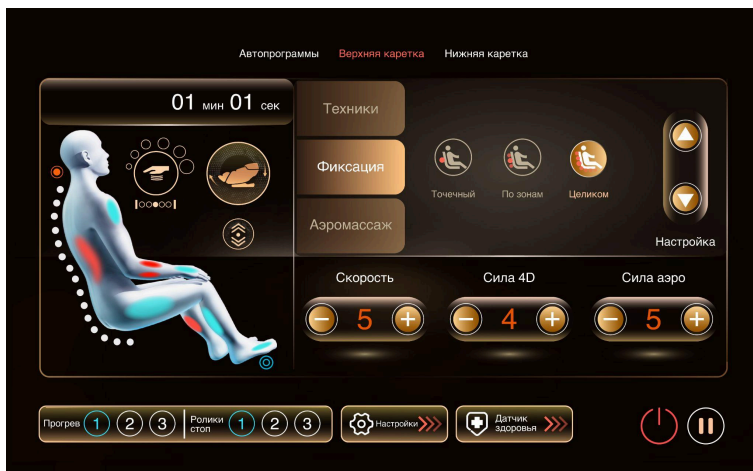 Автопрограммы Верхняя каретка Нижняя каретка
01 мин 01 сек
Техники
Фиксация
Аэромассаж
Точечный По зонам Целиком
Настройка
Скорость Сила 4D Сила аэро
5 4 5
Прогрев 1 2 3 Ролики стоп 1 2 3
Настройки
Датчик
здоровья